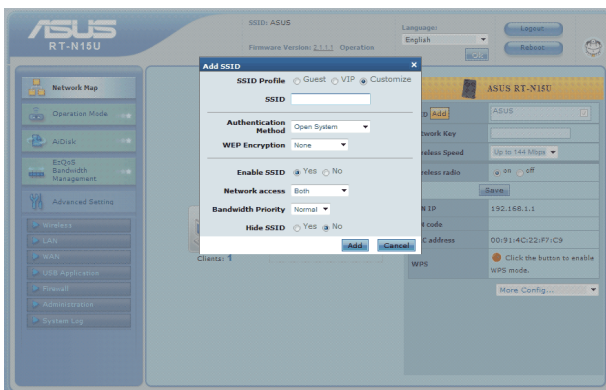 ASUS
RT-N15U
SSID: ASUS
Firmware Version: 2.1.1.1 Operation
Language:
English
Logout
Reboot
Add SSID x
SSID Profile Guest VIP Customize
SSID
Authentication Method Open System
WEP Encryption None
Enable SSID Yes No
Network access Both
Bandwidth Priority Normal
Hide SSID Yes No
Add Cancel
Network Map
Operation Mode
AiDisk
EzQoS
Bandwidth
Management
Advanced Setting
Wireless
LAN
WAN
USB Application
Firewall
Administration
System Log
Clients: 1
ASUS RT-N15U
Add ASUS
Key
Speed Up to 144 Mbps
radio on off
Save
IP 192.168.1.1
code
address 00:91:4C:22:F7:C9
WPS Click the button to enable
WPS mode.
More Config...